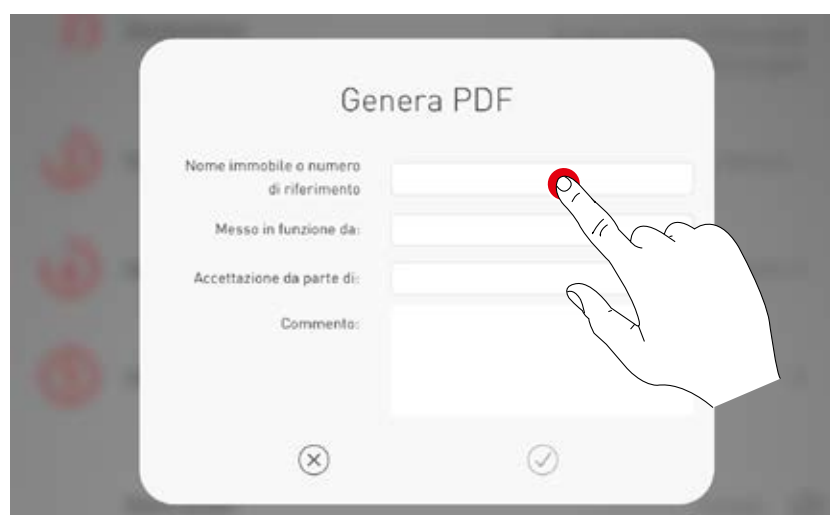 Genera PDF
Nome immobile o numero
di riferimento
Messo in funzione da:
Accettazione da parte di:
Commento: